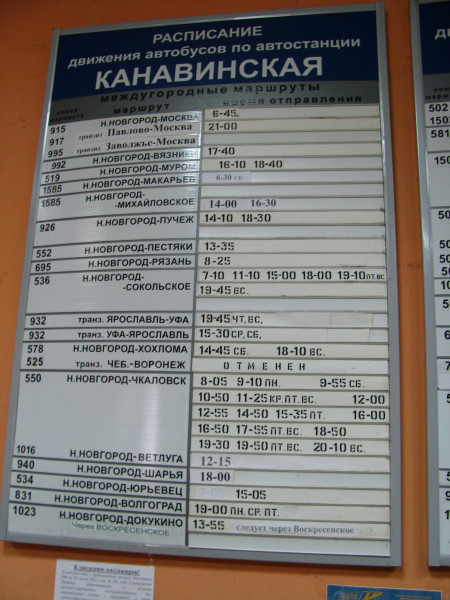 РАСПИСАНИЕ
движения автобусов по автостанции
КАНАВИНСКАЯ
междугородные маршруты
маршрут время отправления
915 Н.НОВГОРОД-МОСКВА 6-45,
917 транзит Павлово-Москва 21-00
995 транзит Заволжье-Москва
992 Н.НОВГОРОД-ВЯЗНИКИ 17-40
519 Н.НОВГОРОД-МУРОМ 16-10 18-40
1585 Н.НОВГОРОД-МАКАРЬЕВ 6-30 сб
1585 Н.НОВГОРОД-
-МИХАЙЛОВСКОЕ 14-00 16-30
926 Н.НОВГОРОД-ПУЧЕЖ 14-10 18-30
552 Н.НОВГОРОД-ПЕСТЯКИ 13-35
695 Н.НОВГОРОД-РЯЗАНЬ 8-25
536 Н.НОВГОРОД- 7-10 11-10 15-00 18-00 19-10 ПТ.ВС
-СОКОЛЬСКОЕ 19-45 ВС.
932 транз. ЯРОСЛАВЛЬ-УФА 19-45 ЧТ,ВС,
932 транз. УФА-ЯРОСЛАВЛЬ 15-30 СР,СБ,
578 Н.НОВГОРОД-ХОХЛОМА 14-45 СБ. 18-10 ВС.
525 транз. ЧЕБ.-ВОРОНЕЖ ОТМЕНЕН
550 Н.НОВГОРОД-ЧКАЛОВСК 8-05 9-10 ПН. 9-55 СБ.
10-50 11-25 КР.ПТ.ВС. 12-00
12-55 14-50 15-35 ПТ. 16-00
16-50 17-55 ПТ.ВС. 18-50
19-30 19-50 ПТ.ВС. 20-10 ВС.
1016 Н.НОВГОРОД-ВЕТЛУГА 12-15
940 Н.НОВГОРОД-ШАРЬЯ 18-00
534 Н.НОВГОРОД-ЮРЬЕВЕЦ 15-05
831 Н.НОВГОРОД-ВОЛГОГРАД 19-00 ПН.СР.ПТ.
1023 Н.НОВГОРОД-ДОКУКИНО 13-55 следует через Воскресенское
Через ВОСКРЕСЕНСКОЕ
К сведению пассажиров!
502
150
581